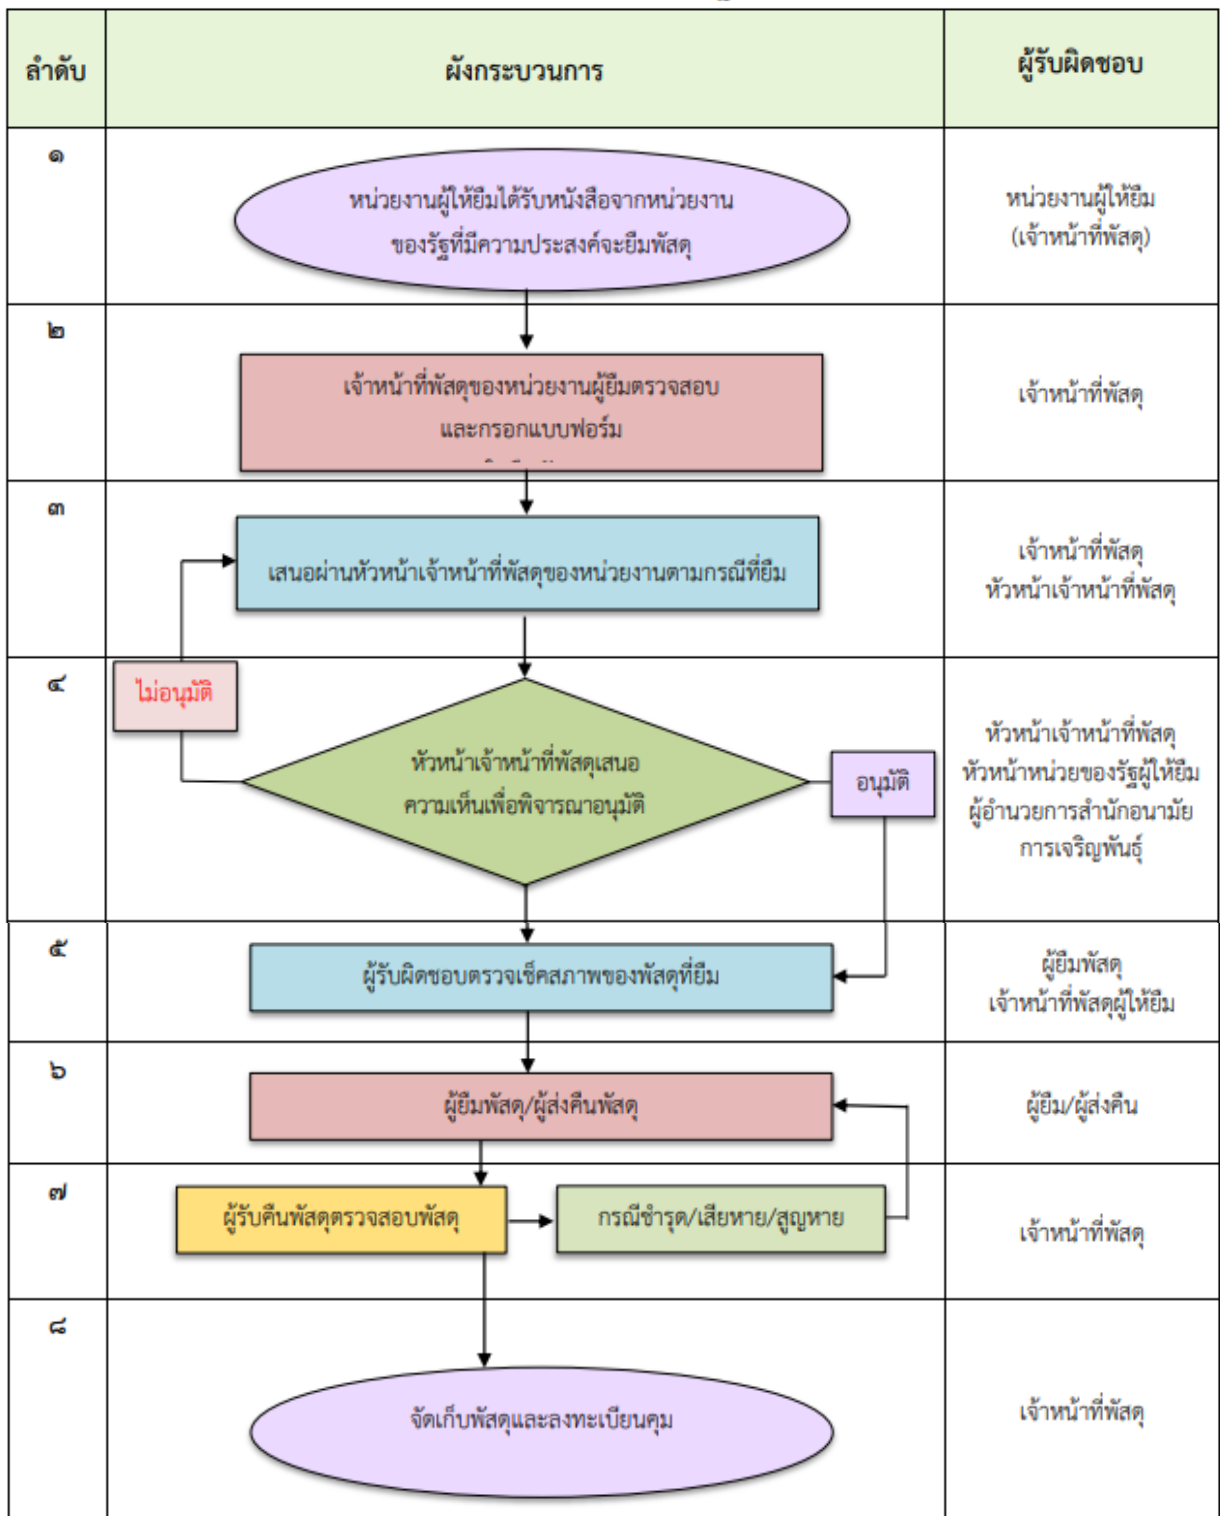 ลำดับ
ผังกระบวนการ
ผู้รับผิดชอบ
๑
หน่วยงานผู้ให้ยืมได้รับหนังสือจากหน่วยงาน
ของรัฐที่มีความประสงค์จะยืมพัสดุ
หน่วยงานผู้ให้ยืม
(เจ้าหน้าที่พัสดุ)
๒
เจ้าหน้าที่พัสดุของหน่วยงานผู้ยืมตรวจสอบ
และกรอกแบบฟอร์ม
เจ้าหน้าที่พัสดุ
๓
เสนอผ่านหัวหน้าเจ้าหน้าที่พัสดุของหน่วยงานตามกรณีที่ยืม
เจ้าหน้าที่พัสดุ
หัวหน้าเจ้าหน้าที่พัสดุ
๔
ไม่อนุมัติ
หัวหน้าเจ้าหน้าที่พัสดุเสนอ
ความเห็นเพื่อพิจารณาอนุมัติ
อนุมัติ
หัวหน้าเจ้าหน้าที่พัสดุ
หัวหน้าหน่วยของรัฐผู้ให้ยืม
ผู้อำนวยการสำนักอนามัย
การเจริญพันธุ์
๕
ผู้รับผิดชอบตรวจเช็คสภาพของพัสดุที่ยืม
ผู้ยืมพัสดุ
เจ้าหน้าที่พัสดุผู้ให้ยืม
๖
ผู้ยืมพัสดุ/ผู้ส่งคืนพัสดุ
ผู้ยืม/ผู้ส่งคืน
๗
ผู้รับคืนพัสดุตรวจสอบพัสดุ
กรณีชำรุด/เสียหาย/สูญหาย
เจ้าหน้าที่พัสดุ
๘
จัดเก็บพัสดุและลงทะเบียนคุม
เจ้าหน้าที่พัสดุ